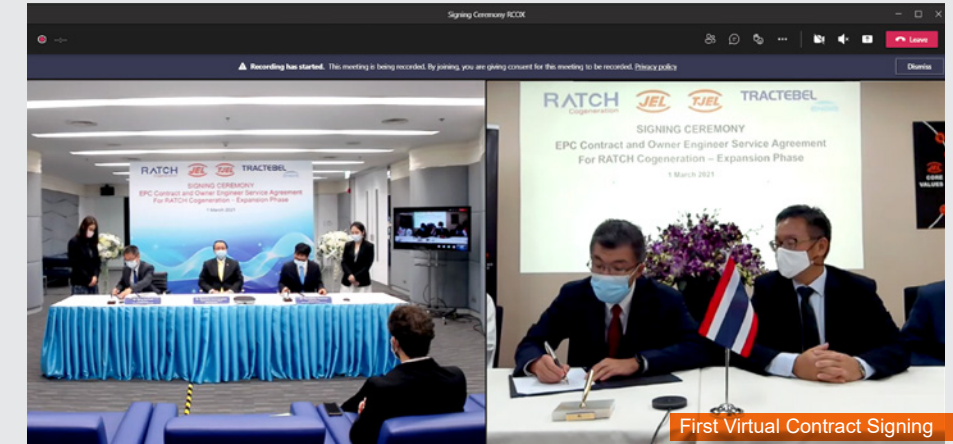 Signing Ceremony RCOX
Leave
Recording has started. This meeting is being recorded. By joining, you are giving consent for this meeting to be recorded. Privacy policy
Dismiss
RATCH JEL TJEL TRACTEBEL
SIGNING CEREMONY
EPC Contract and Owner Engineer Service Agreement
For RATCH Cogeneration – Expansion Phase
1 March 2021
RATCH JEL TJEL TRACTEBEL
Cogeneration
SIGNING CEREMONY
EPC Contract and Owner Engineer Service Agreement
For RATCH Cogeneration – Expansion Phase
1 March 2021
CORE
VALUES
First Virtual Contract Signing